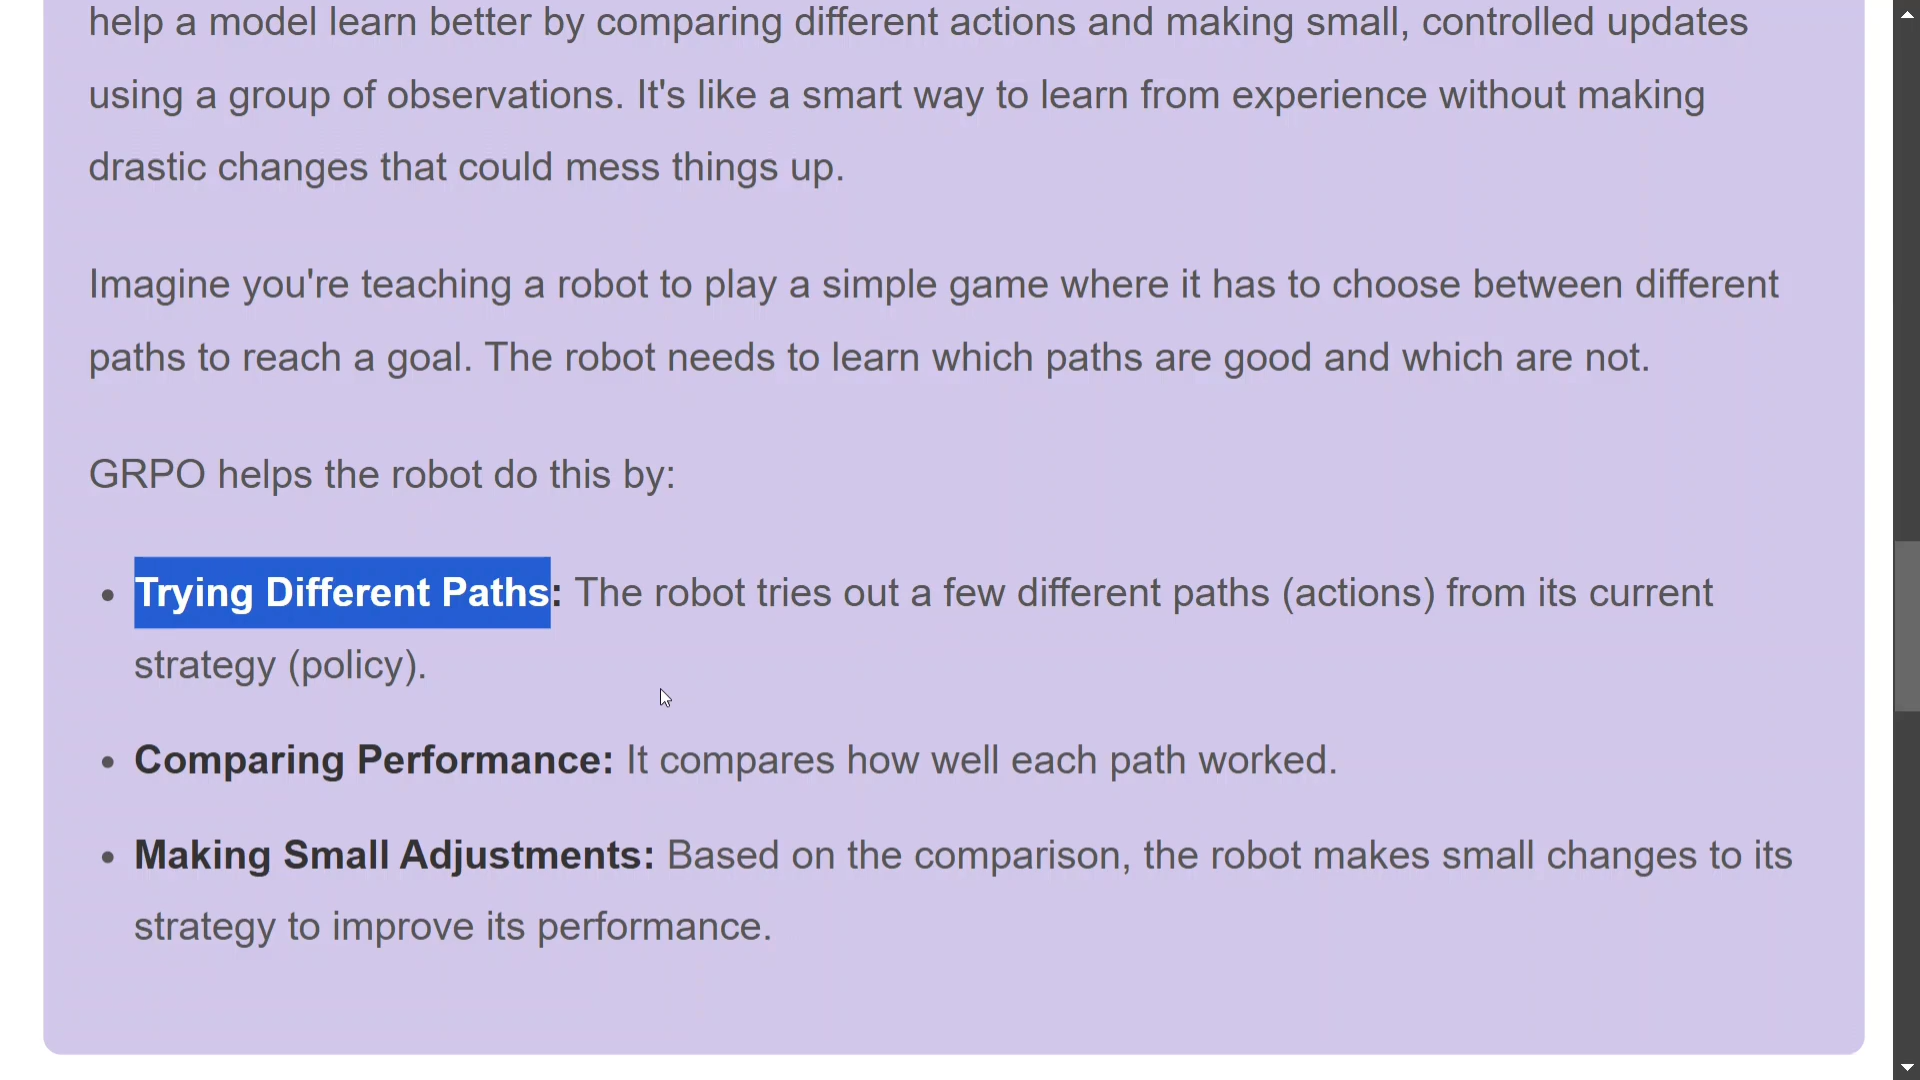 help a model learn better by comparing different actions and making small, controlled updates
using a group of observations. It's like a smart way to learn from experience without making
drastic changes that could mess things up.
Imagine you're teaching a robot to play a simple game where it has to choose between different
paths to reach a goal. The robot needs to learn which paths are good and which are not.
GRPO helps the robot do this by:
• Trying Different Paths: The robot tries out a few different paths (actions) from its current
strategy (policy).
• Comparing Performance: It compares how well each path worked.
• Making Small Adjustments: Based on the comparison, the robot makes small changes to its
strategy to improve its performance.